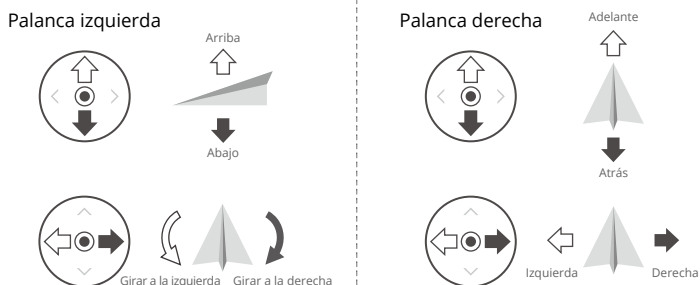 Palanca izquierda
Arriba
Abajo
Girar a la izquierda
Girar a la derecha
Palanca derecha
Adelante
Atrás
Izquierda
Derecha